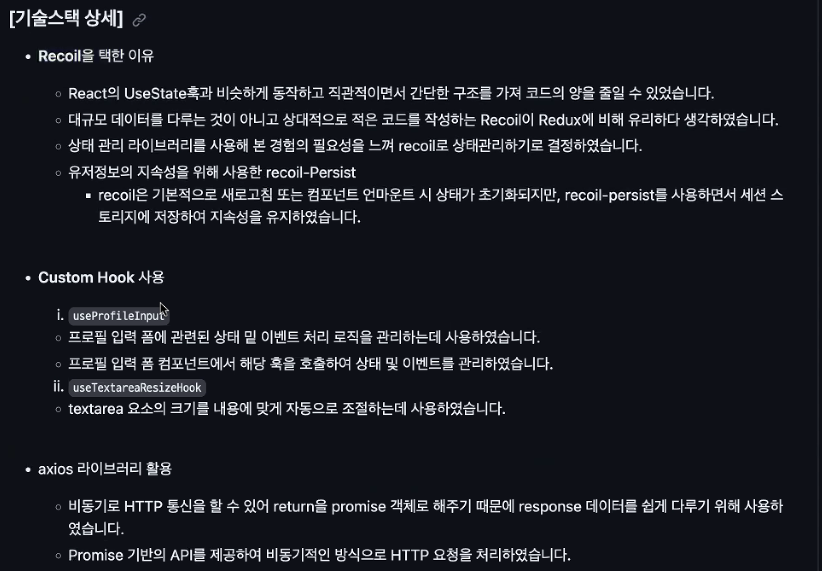 [기술스택 상세]
Recoil을 택한 이유
React의 UseState훅과 비슷하게 동작하고 직관적이면서 간단한 구조를 가져 코드의 양을 줄일 수 있었습니다.
대규모 데이터를 다루는 것이 아니고 상대적으로 적은 코드를 작성하는 Recoil이 Redux에 비해 유리하다 생각하였습니다.
상태 관리 라이브러리를 사용해 본 경험의 필요성을 느껴 recoil로 상태관리하기로 결정하였습니다.
유저정보의 지속성을 위해 사용한 recoil-Persist
recoil은 기본적으로 새로고침 또는 컴포넌트 언마운트 시 상태가 초기화되지만, recoil-persist를 사용하면서 세션 스
토리지에 저장하여 지속성을 유지하였습니다.
Custom Hook 사용
i. useProfileInput
프로필 입력 폼에 관련된 상태 밑 이벤트 처리 로직을 관리하는데 사용하였습니다.
프로필 입력 폼 컴포넌트에서 해당 훅을 호출하여 상태 및 이벤트를 관리하였습니다.
ii. useTextareaResizeHook
textarea 요소의 크기를 내용에 맞게 자동으로 조절하는데 사용하였습니다.
axios 라이브러리 활용
비동기로 HTTP 통신을 할 수 있어 return을 promise 객체로 해주기 때문에 response 데이터를 쉽게 다루기 위해 사용하
였습니다.
Promise 기반의 API를 제공하여 비동기적인 방식으로 HTTP 요청을 처리하였습니다.